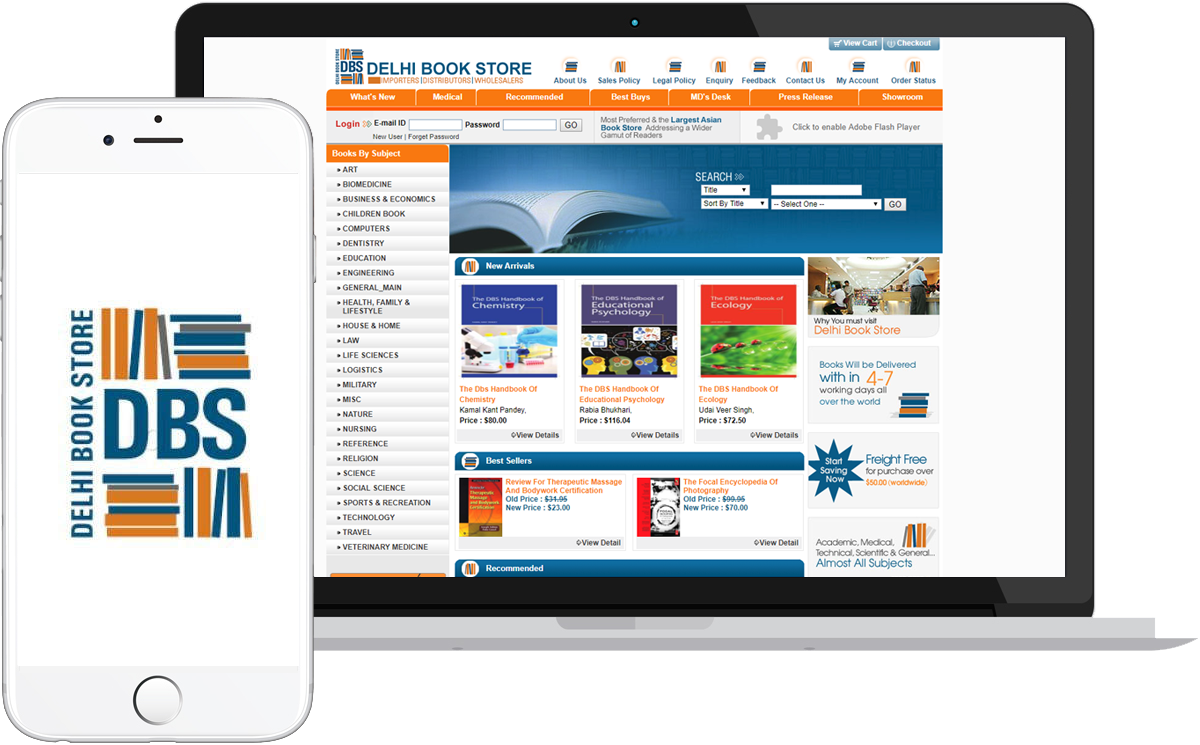 DELHI BOOK STORE
DBS
View Cart
Checkout
DELHI BOOK STORE
DBS
DELHI BOOK STORE
IMPORTERS | DISTRIBUTORS | WHOLESALERS
About Us
Sales Policy
Legal Policy
Enquiry
Feedback
Contact Us
My Account
Order Status
What's New
Medical
Recommended
Best Buys
MD's Desk
Press Release
Showroom
Login
E-mail ID
Password
GO
New User | Forget Password
Most Preferred & the Largest Asian
Book Store Addressing a Wider
Gamut of Readers
Click to enable Adobe Flash Player
Books By Subject
» ART
» BIOMEDICINE
» BUSINESS & ECONOMICS
» CHILDREN BOOK
» COMPUTERS
» DENTISTRY
» EDUCATION
» ENGINEERING
» GENERAL_MAIN
» HEALTH, FAMILY &
LIFESTYLE
» HOUSE & HOME
» LAW
» LIFE SCIENCES
» LOGISTICS
» MILITARY
» MISC
» NATURE
» NURSING
» REFERENCE
» RELIGION
» SCIENCE
» SOCIAL SCIENCE
» SPORTS & RECREATION
» TECHNOLOGY
» TRAVEL
» VETERINARY MEDICINE
SEARCH
Title
Sort By Title
-- Select One --
GO
New Arrivals
The DBS Handbook of
Chemistry
The DBS Handbook of
Educational
Psychology
The DBS Handbook of
Ecology
The Dbs Handbook Of
Chemistry
Kamal Kant Pandey,
Price : $80.00
View Details
The DBS Handbook Of
Educational Psychology
Rabia Bhukhari,
Price : $116.04
View Details
The DBS Handbook Of
Ecology
Udai Veer Singh,
Price : $72.50
View Details
Best Sellers
Review For Therapeutic Massage
And Bodywork Certification
Old Price : $31.95
New Price : $23.00
View Detail
The Focal Encyclopedia Of
Photography
Old Price : $99.95
New Price : $70.00
View Detail
Recommended
Why You must visit
Delhi Book Store
Books Will be Delivered
with in 4-7
working days all
over the world
Start
Saving
Now
Freight Free
for purchase over
$50.00 (worldwide)
Academic, Medical,
Technical, Scientific & General...
Almost All Subjects